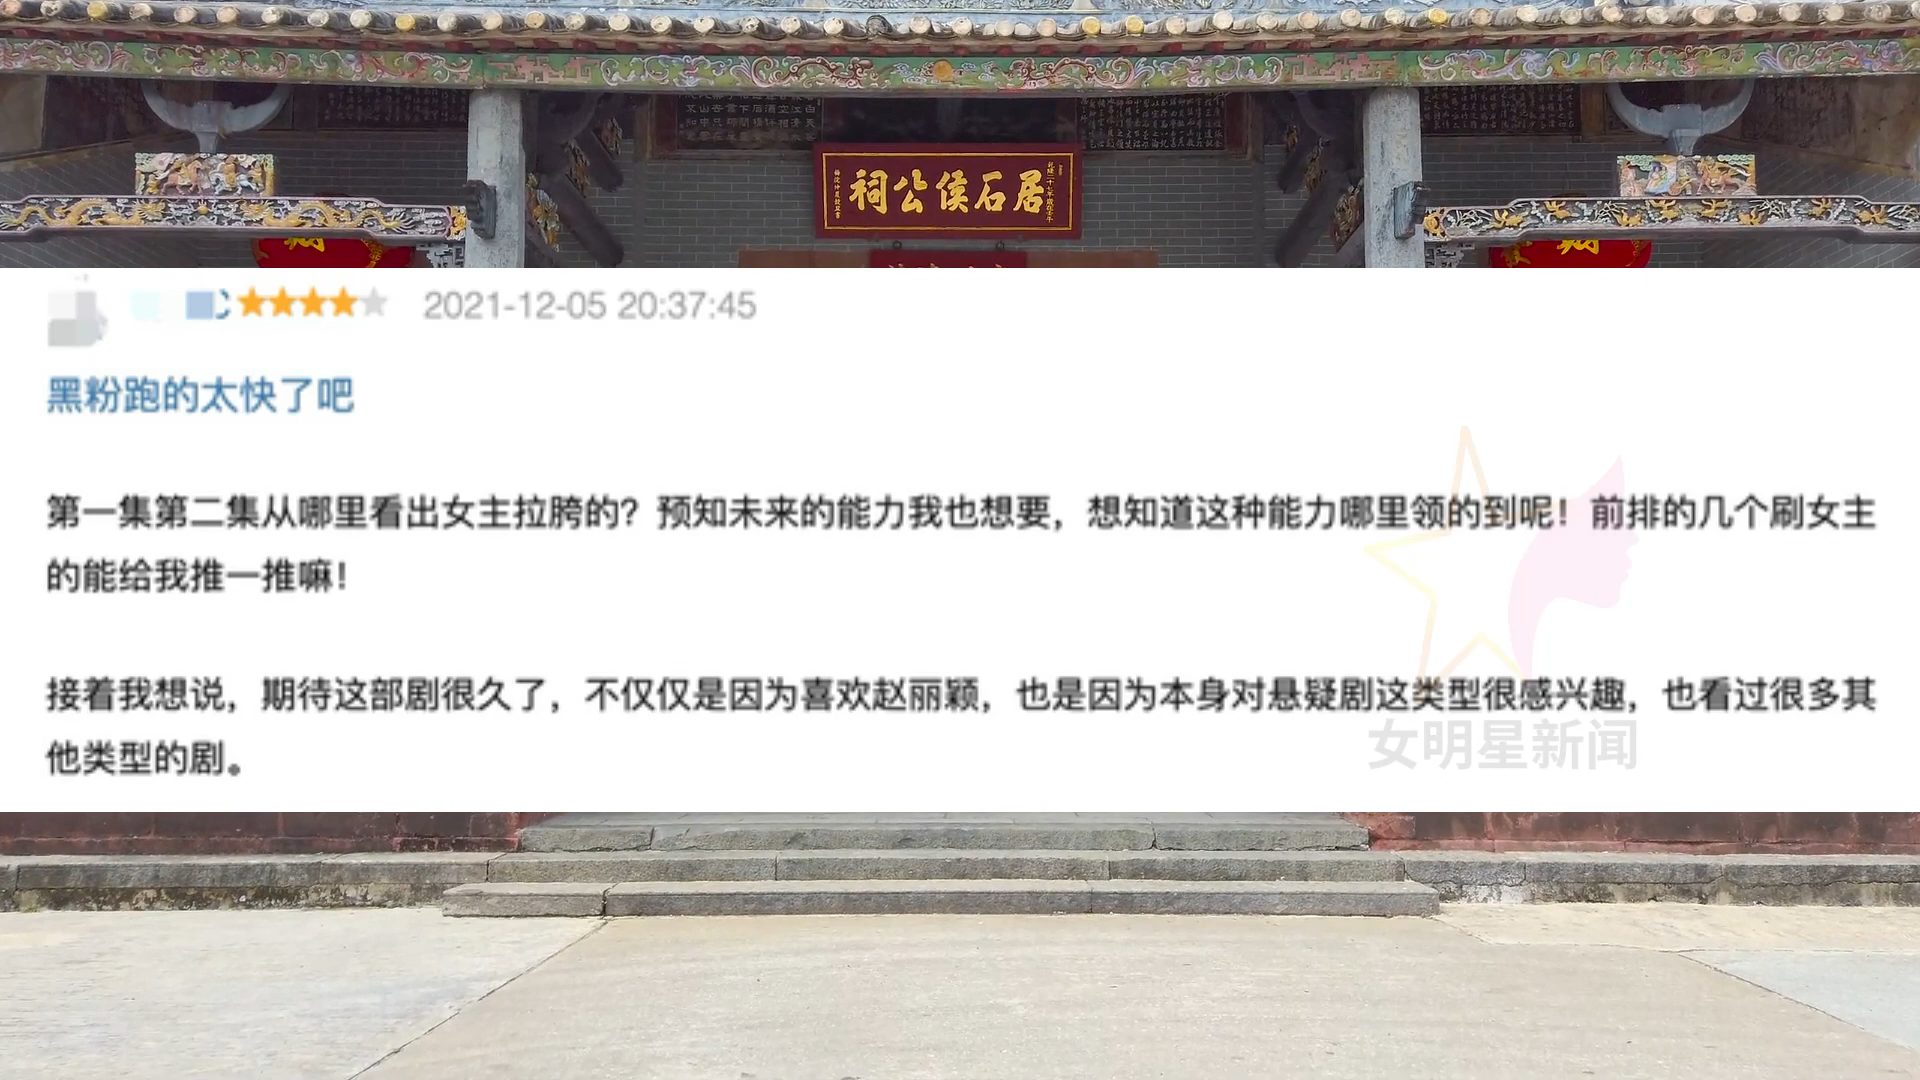 祠公侯石居
2021-12-05 20:37:45
黑粉跑的太快了吧
第一集第二集从哪里看出女主拉胯的？预知未来的能力我也想要，想知道这种能力哪里领的到呢！前排的几个刷女主
的能给我推一推嘛！
接着我想说，期待这部剧很久了，不仅仅是因为喜欢赵丽颖，也是因为本身对悬疑剧这类型很感兴趣，也看过很多其
他类型的剧。
女明星新闻